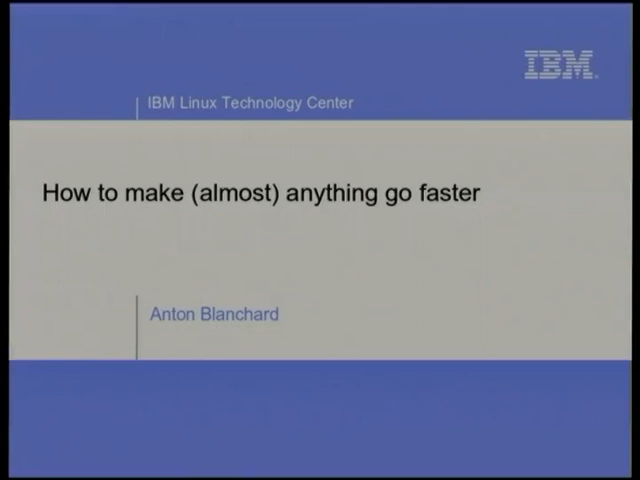 IBM
IBM Linux Technology Center
How to make (almost) anything go faster
Anton Blanchard